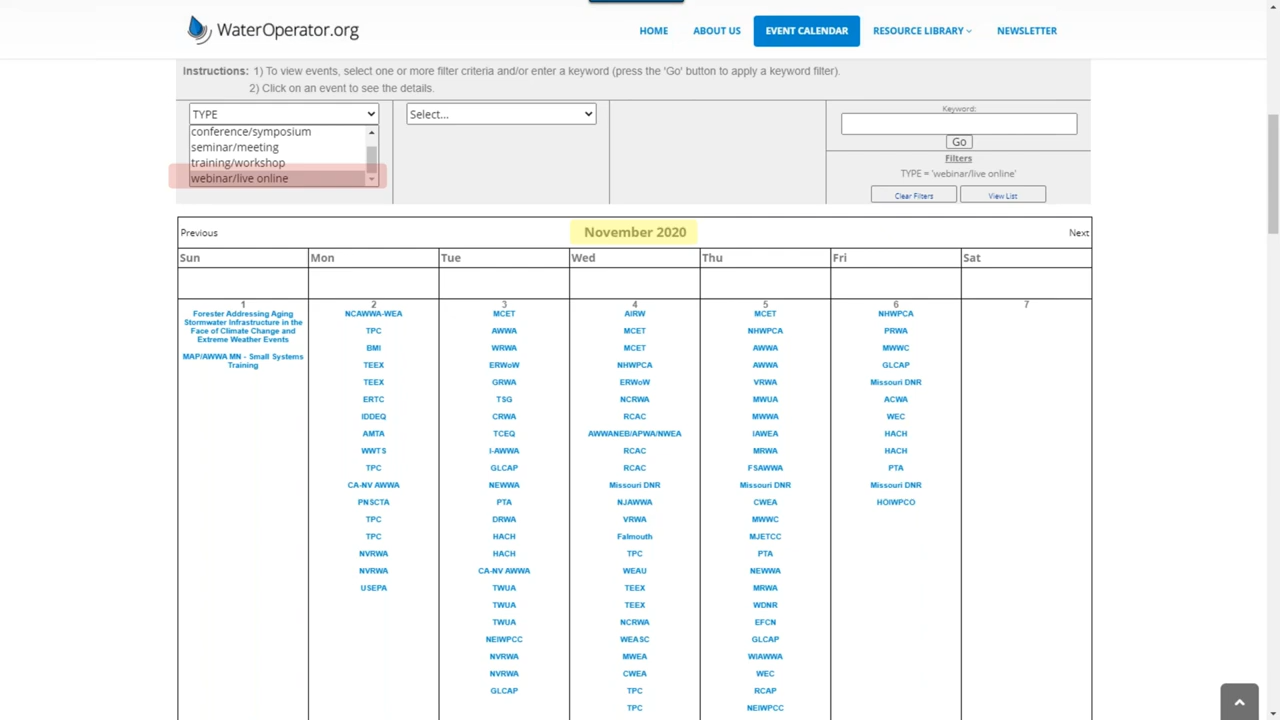 WaterOperator.org
HOME
ABOUT US
EVENT CALENDAR
RESOURCE LIBRARY
NEWSLETTER
Instructions: 1) To view events, select one or more filter criteria and/or enter a keyword (press the 'Go' button to apply a keyword filter).
2) Click on an event to see the details.
TYPE
conference/symposium
seminar/meeting
training/workshop
webinar/live online
Select...
Keyword:
Go
Filters
TYPE = 'webinar/live online'
Clear Filters
View List
Previous
November 2020
Next
Sun
Mon
Tue
Wed
Thu
Fri
Sat
1
Forester Addressing Aging
Stormwater Infrastructure in the
Face of Climate Change and
Extreme Weather Events
MAP/AWWA MN - Small Systems
Training
2
NCAWWA-WEA
TPC
BMI
TEEX
TEEX
ERTC
IDDEQ
AMTA
WWTS
TPC
CA-NV AWWA
PNSCTA
TPC
TPC
NVRWA
NVRWA
USEPA
3
MCET
AWWA
WRWA
ERWoW
GRWA
TSG
CRWA
TCEQ
I-AWWA
GLCAP
NEWWA
PTA
DRWA
HACH
HACH
CA-NV AWWA
TWUA
TWUA
TWUA
NEIWPCC
NVRWA
NVRWA
GLCAP
4
AIRW
MCET
MCET
NHWPCA
ERWoW
NCRWA
RCAC
AWWANEB/APWA/NWEA
RCAC
RCAC
Missouri DNR
NJAWWA
VRWA
Falmouth
TPC
WEAU
TEEX
TEEX
NCRWA
WEASC
MWEA
CWEA
TPC
TPC
5
MCET
NHWPCA
AWWA
AWWA
VRWA
MWUA
MWWA
IAWEA
MRWA
FSAWWA
Missouri DNR
CWEA
MWWC
MJETCC
PTA
NEWWA
MRWA
WDNR
EFCN
GLCAP
WIAWWA
WEC
RCAP
NEIWPCC
6
NHWPCA
PRWA
MWWC
GLCAP
Missouri DNR
ACWA
WEC
HACH
HACH
PTA
Missouri DNR
HOIWPCO
7